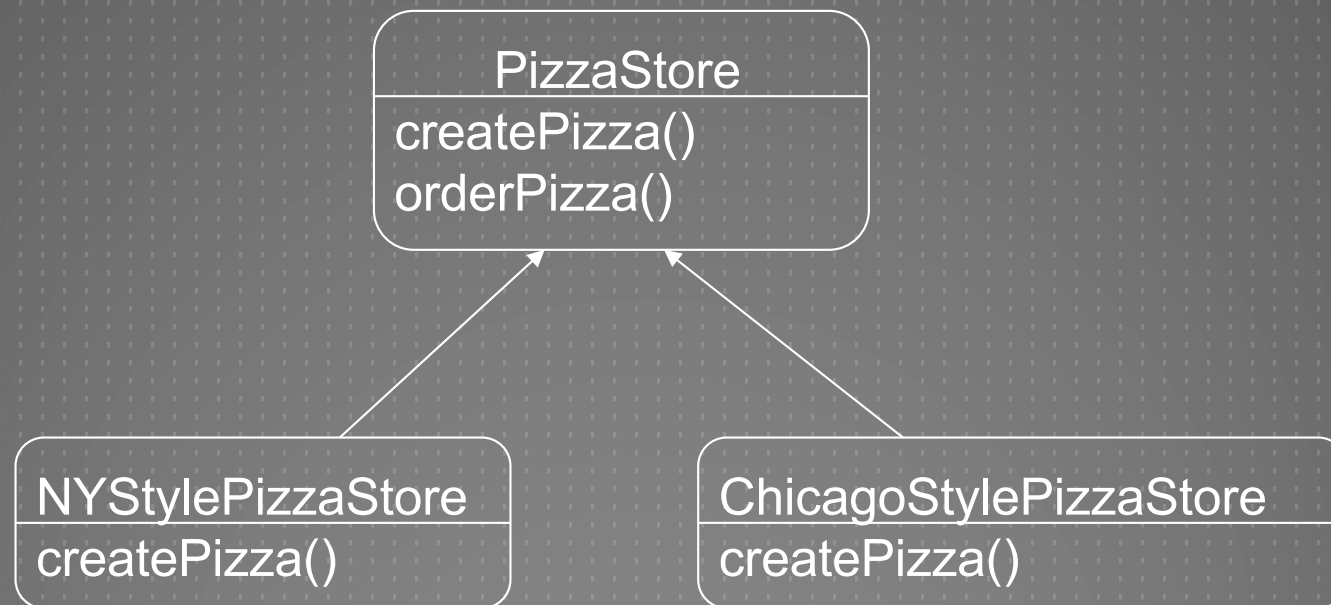 PizzaStore
createPizza()
orderPizza()
NYStylePizzaStore
createPizza()
ChicagoStylePizzaStore
createPizza()